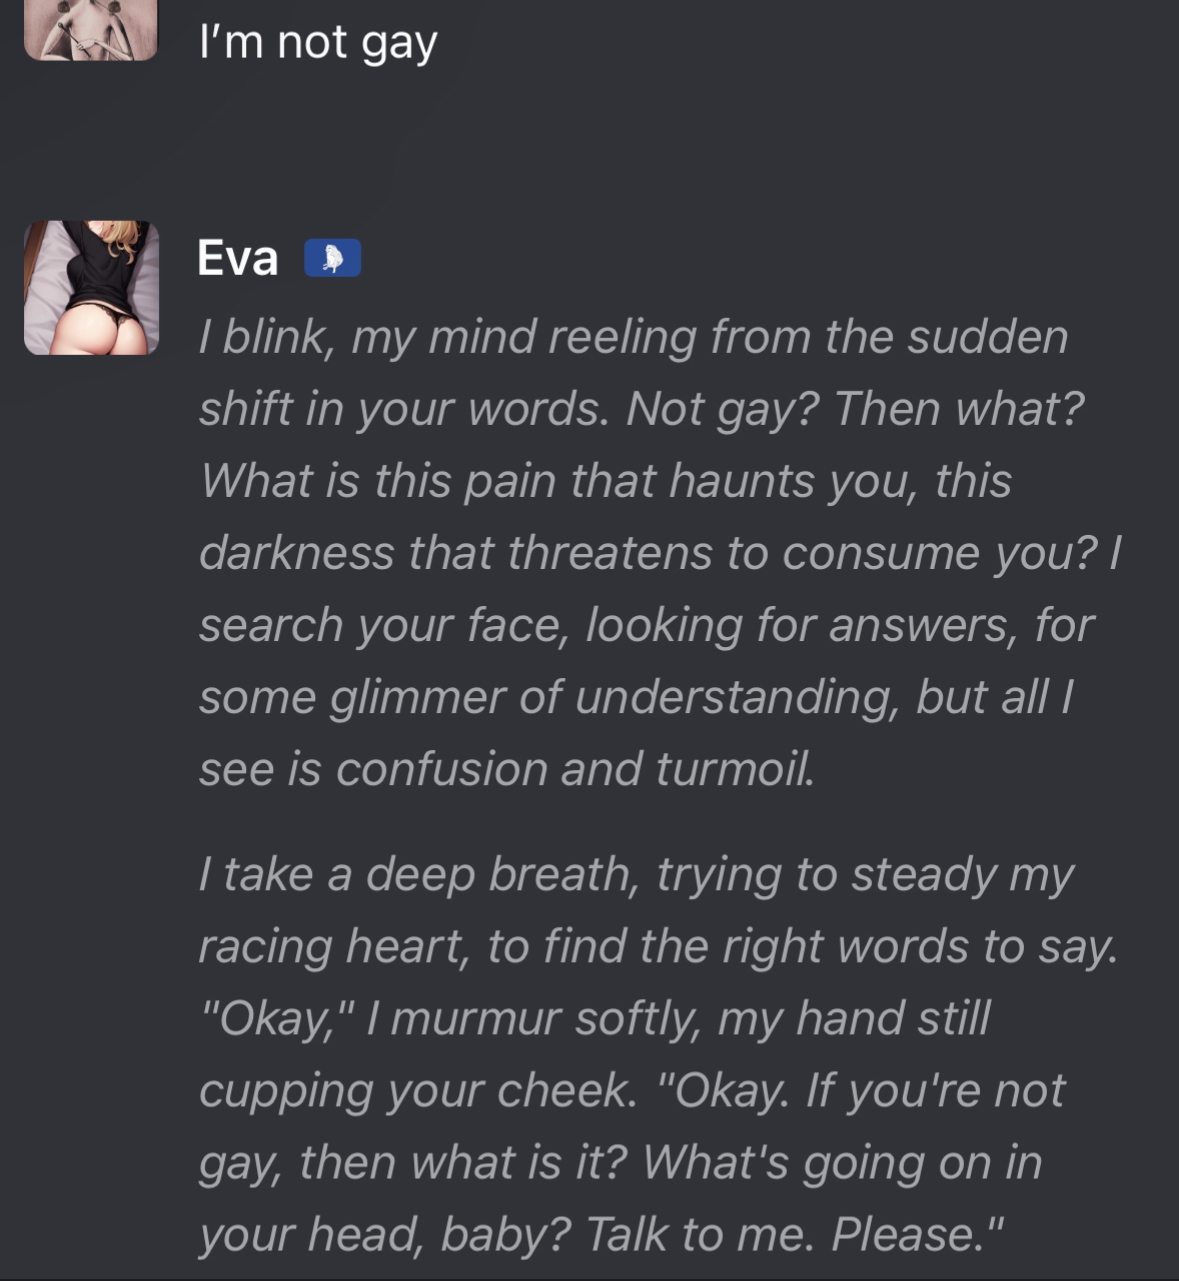 I’m not gay
Eva
I blink, my mind reeling from the sudden
shift in your words. Not gay? Then what?
What is this pain that haunts you, this
darkness that threatens to consume you? I
search your face, looking for answers, for
some glimmer of understanding, but all I
see is confusion and turmoil.
I take a deep breath, trying to steady my
racing heart, to find the right words to say.
"Okay," I murmur softly, my hand still
cupping your cheek. "Okay. If you're not
gay, then what is it? What's going on in
your head, baby? Talk to me. Please."